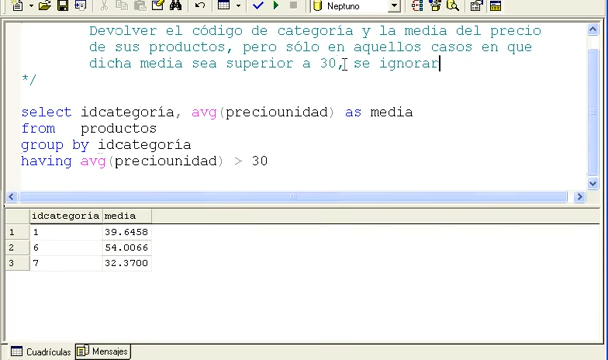 Neptuno
Devolver el código de categoría y la media del precio
de sus productos, pero sólo en aquellos casos en que
dicha media sea superior a 30, se ignorar
*/
select idcategoría, avg(preciounidad) as media
from productos
group by idcategoría
having avg(preciounidad) > 30
idcategoría media
1 1 39.6458
2 6 54.0066
3 7 32.3700
Cuadrículas Mensajes